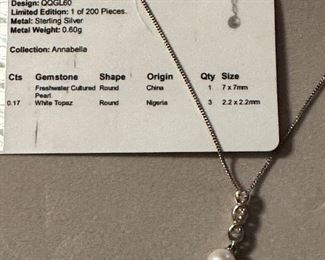 Design: QQGL60
Limited Edition: 1 of 200 Pieces.
Metal: Sterling Silver
Metal Weight: 0.60g
Collection: Annabella
Cts Gemstone Shape Origin Qty Size
Freshwater Cultured Pearl Round China 1 7 x 7mm
0.17 White Topaz Round Nigeria 3 2.2 x 2.2mm